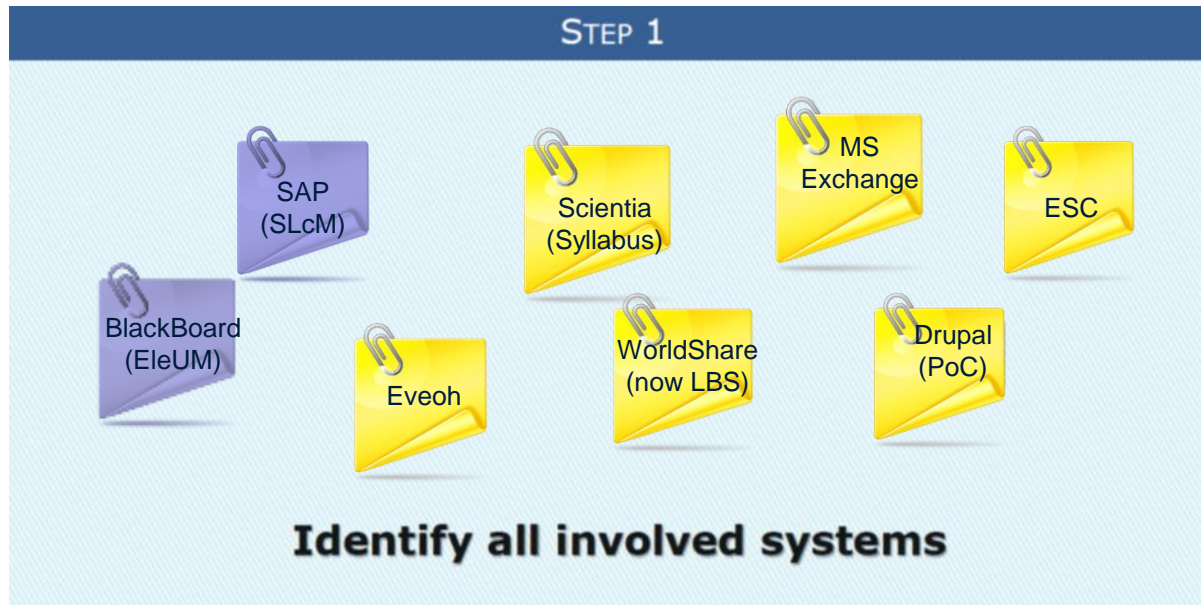 STEP 1
SAP
(SLcM)
Scientia
(Syllabus)
MS
Exchange
ESC
BlackBoard
(EleUM)
Eveoh
WorldShare
(now LBS)
Drupal
(PoC)
Identify all involved systems